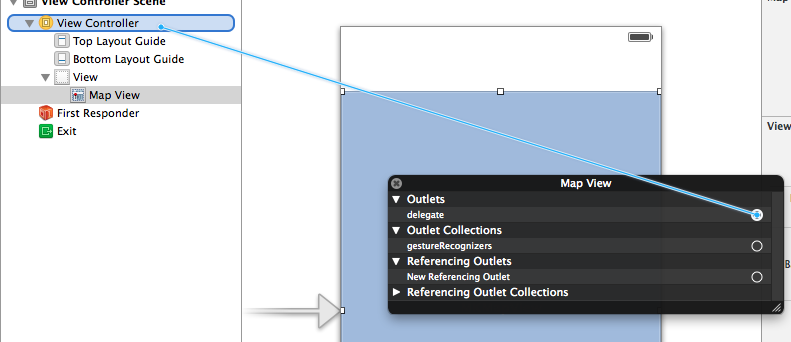 View Controller Scene
View Controller
Top Layout Guide
Bottom Layout Guide
View
Map View
First Responder
Exit
Map View
Outlets
delegate
Outlet Collections
gestureRecognizers
Referencing Outlets
New Referencing Outlet
Referencing Outlet Collections
Map
View
B